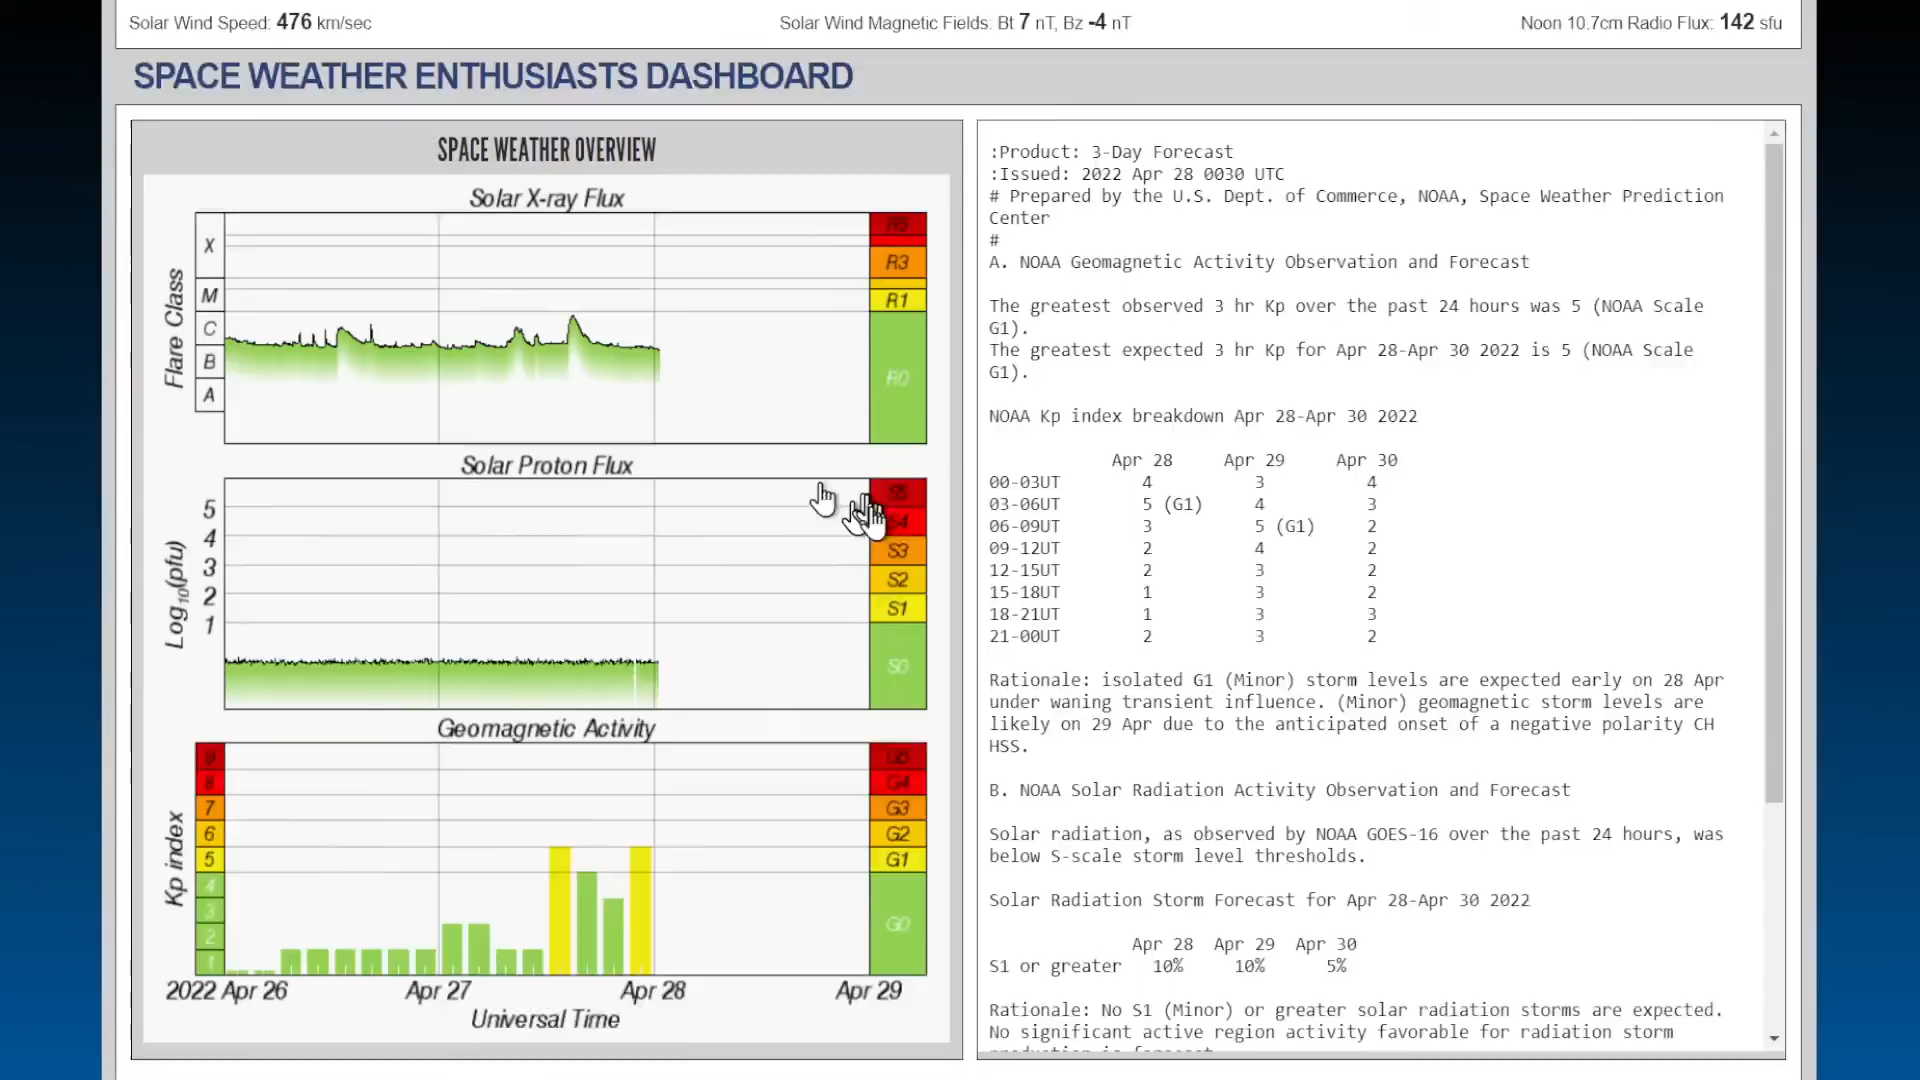 Solar Wind Speed: 476 km/sec
Solar Wind Magnetic Fields. Bt 7 nT, Bz -4 nT
Noon 10.7cm Radio Flux: 142 sfu
SPACE WEATHER ENTHUSIASTS DASHBOARD
SPACE WEATHER OVERVIEW
Solar X-ray Flux
Flare Class
X
M
C
B
A
R5
R3
R1
R0
Solar Proton Flux
Log10(pfu)
5
4
3
2
1
S5
S4
S3
S2
S1
S0
Geomagnetic Activity
Kp index
9
8
7
6
5
4
3
2
1
G5
G4
G3
G2
G1
G0
2022 Apr 26
Apr 27
Apr 28
Apr 29
Universal Time
:Product: 3-Day Forecast
:Issued: 2022 Apr 28 0030 UTC
# Prepared by the U.S. Dept. of Commerce, NOAA, Space Weather Prediction
Center
#
A. NOAA Geomagnetic Activity Observation and Forecast
The greatest observed 3 hr Kp over the past 24 hours was 5 (NOAA Scale
G1).
The greatest expected 3 hr Kp for Apr 28-Apr 30 2022 is 5 (NOAA Scale
G1).
NOAA Kp index breakdown Apr 28-Apr 30 2022
Apr 28 Apr 29 Apr 30
00-03UT 4 3 4
03-06UT 5 (G1) 4 3
06-09UT 3 5 (G1) 2
09-12UT 2 4 2
12-15UT 2 3 2
15-18UT 1 3 2
18-21UT 1 3 3
21-00UT 2 3 2
Rationale: isolated G1 (Minor) storm levels are expected early on 28 Apr
under waning transient influence. (Minor) geomagnetic storm levels are
likely on 29 Apr due to the anticipated onset of a negative polarity CH
HSS.
B. NOAA Solar Radiation Activity Observation and Forecast
Solar radiation, as observed by NOAA GOES-16 over the past 24 hours, was
below S-scale storm level thresholds.
Solar Radiation Storm Forecast for Apr 28-Apr 30 2022
Apr 28 Apr 29 Apr 30
S1 or greater 10% 10% 5%
Rationale: No S1 (Minor) or greater solar radiation storms are expected.
No significant active region activity favorable for radiation storm